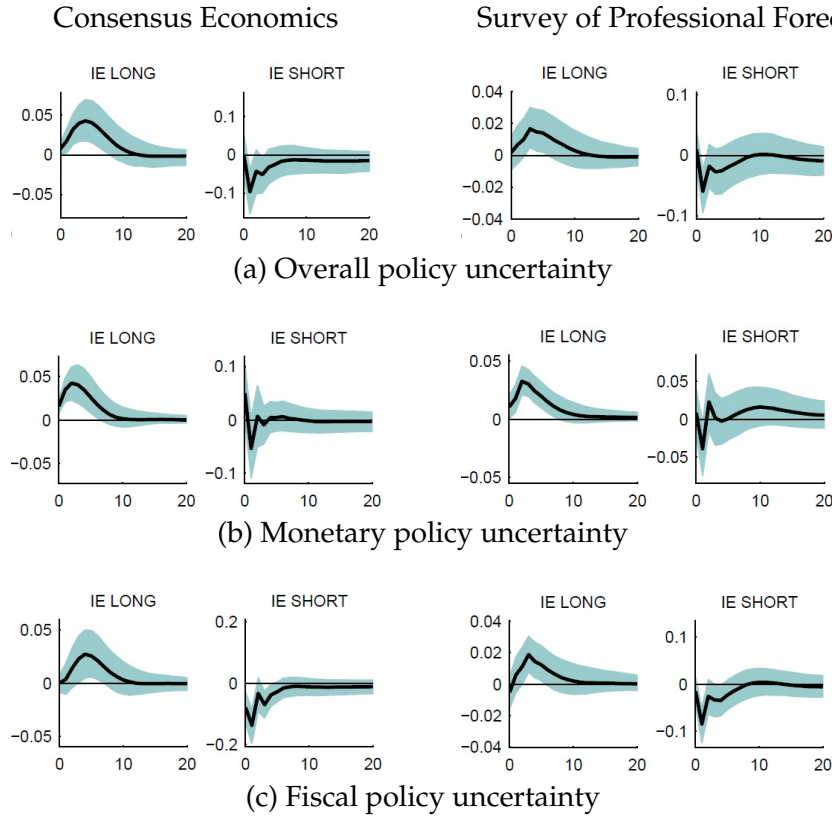 Consensus Economics Survey of Professional Forec
IE LONG IE SHORT IE LONG IE SHORT
0.05 0 −0.05 0 10 20
0.1 0 −0.1 0 10 20
0.04 0.02 0 −0.02 −0.04 0 10 20
0.1 0 −0.1 0 10 20
(a) Overall policy uncertainty
IE LONG IE SHORT IE LONG IE SHORT
0.05 0 −0.05 0 10 20
0.1 0 −0.1 0 10 20
0.05 0 −0.05 0 10 20
0.05 0 −0.05 0 10 20
(b) Monetary policy uncertainty
IE LONG IE SHORT IE LONG IE SHORT
0.05 0 −0.05 0 10 20
0.2 0 −0.2 0 10 20
0.04 0.02 0 −0.02 −0.04 0 10 20
0.1 0 −0.1 0 10 20
(c) Fiscal policy uncertainty